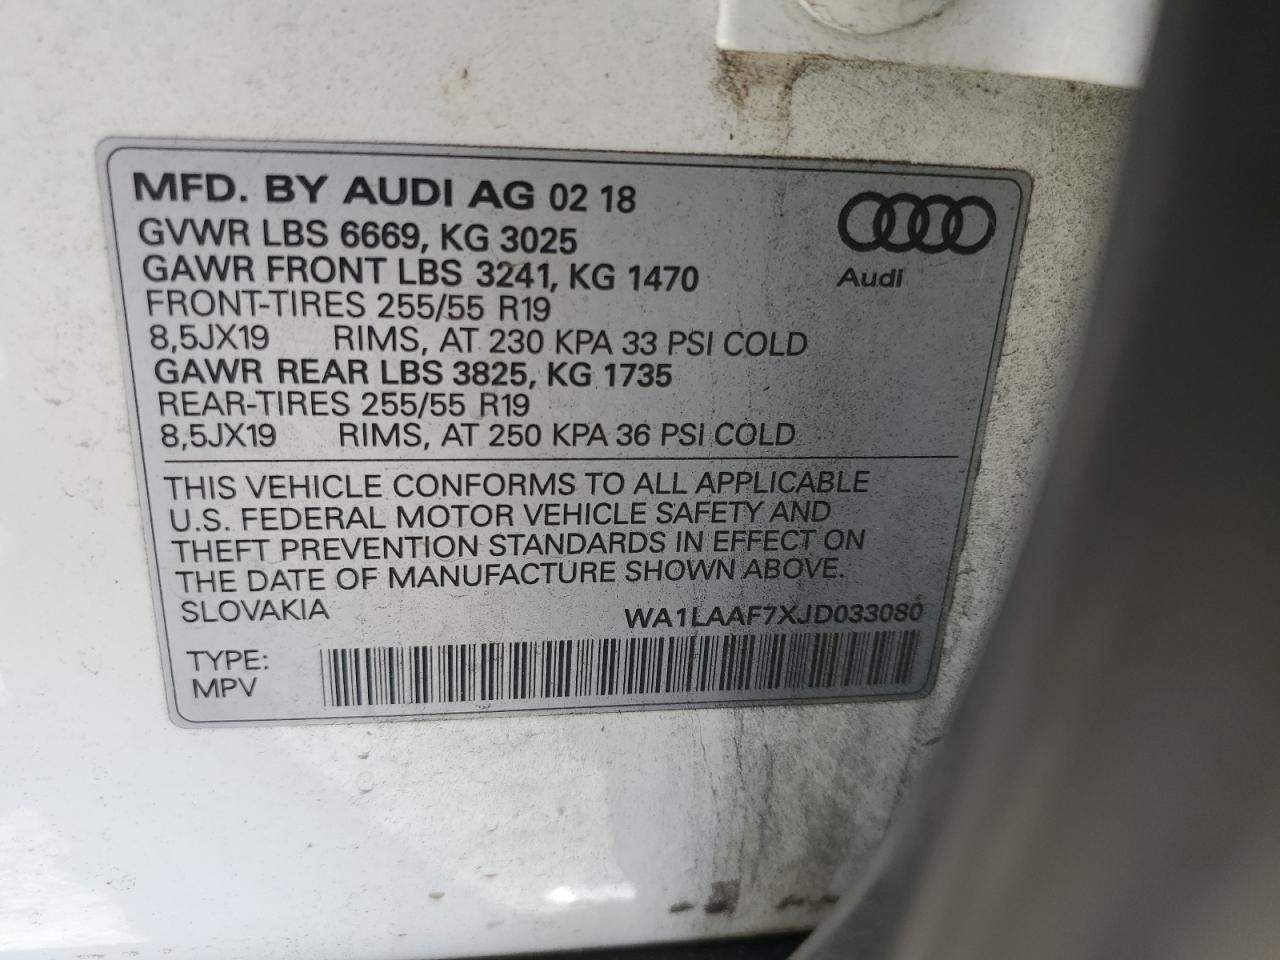 MFD. BY AUDI AG 02 18
GVWR LBS 6669, KG 3025
GAWR FRONT LBS 3241, KG 1470
FRONT-TIRES 255/55 R19
8,5JX19 RIMS, AT 230 KPA 33 PSI COLD
GAWR REAR LBS 3825, KG 1735
REAR-TIRES 255/55 R19
8,5JX19 RIMS, AT 250 KPA 36 PSI COLD
Audi
THIS VEHICLE CONFORMS TO ALL APPLICABLE
U.S. FEDERAL MOTOR VEHICLE SAFETY AND
THEFT PREVENTION STANDARDS IN EFFECT ON
THE DATE OF MANUFACTURE SHOWN ABOVE.
SLOVAKIA WA1LAAF7XJD033080
TYPE:
MPV